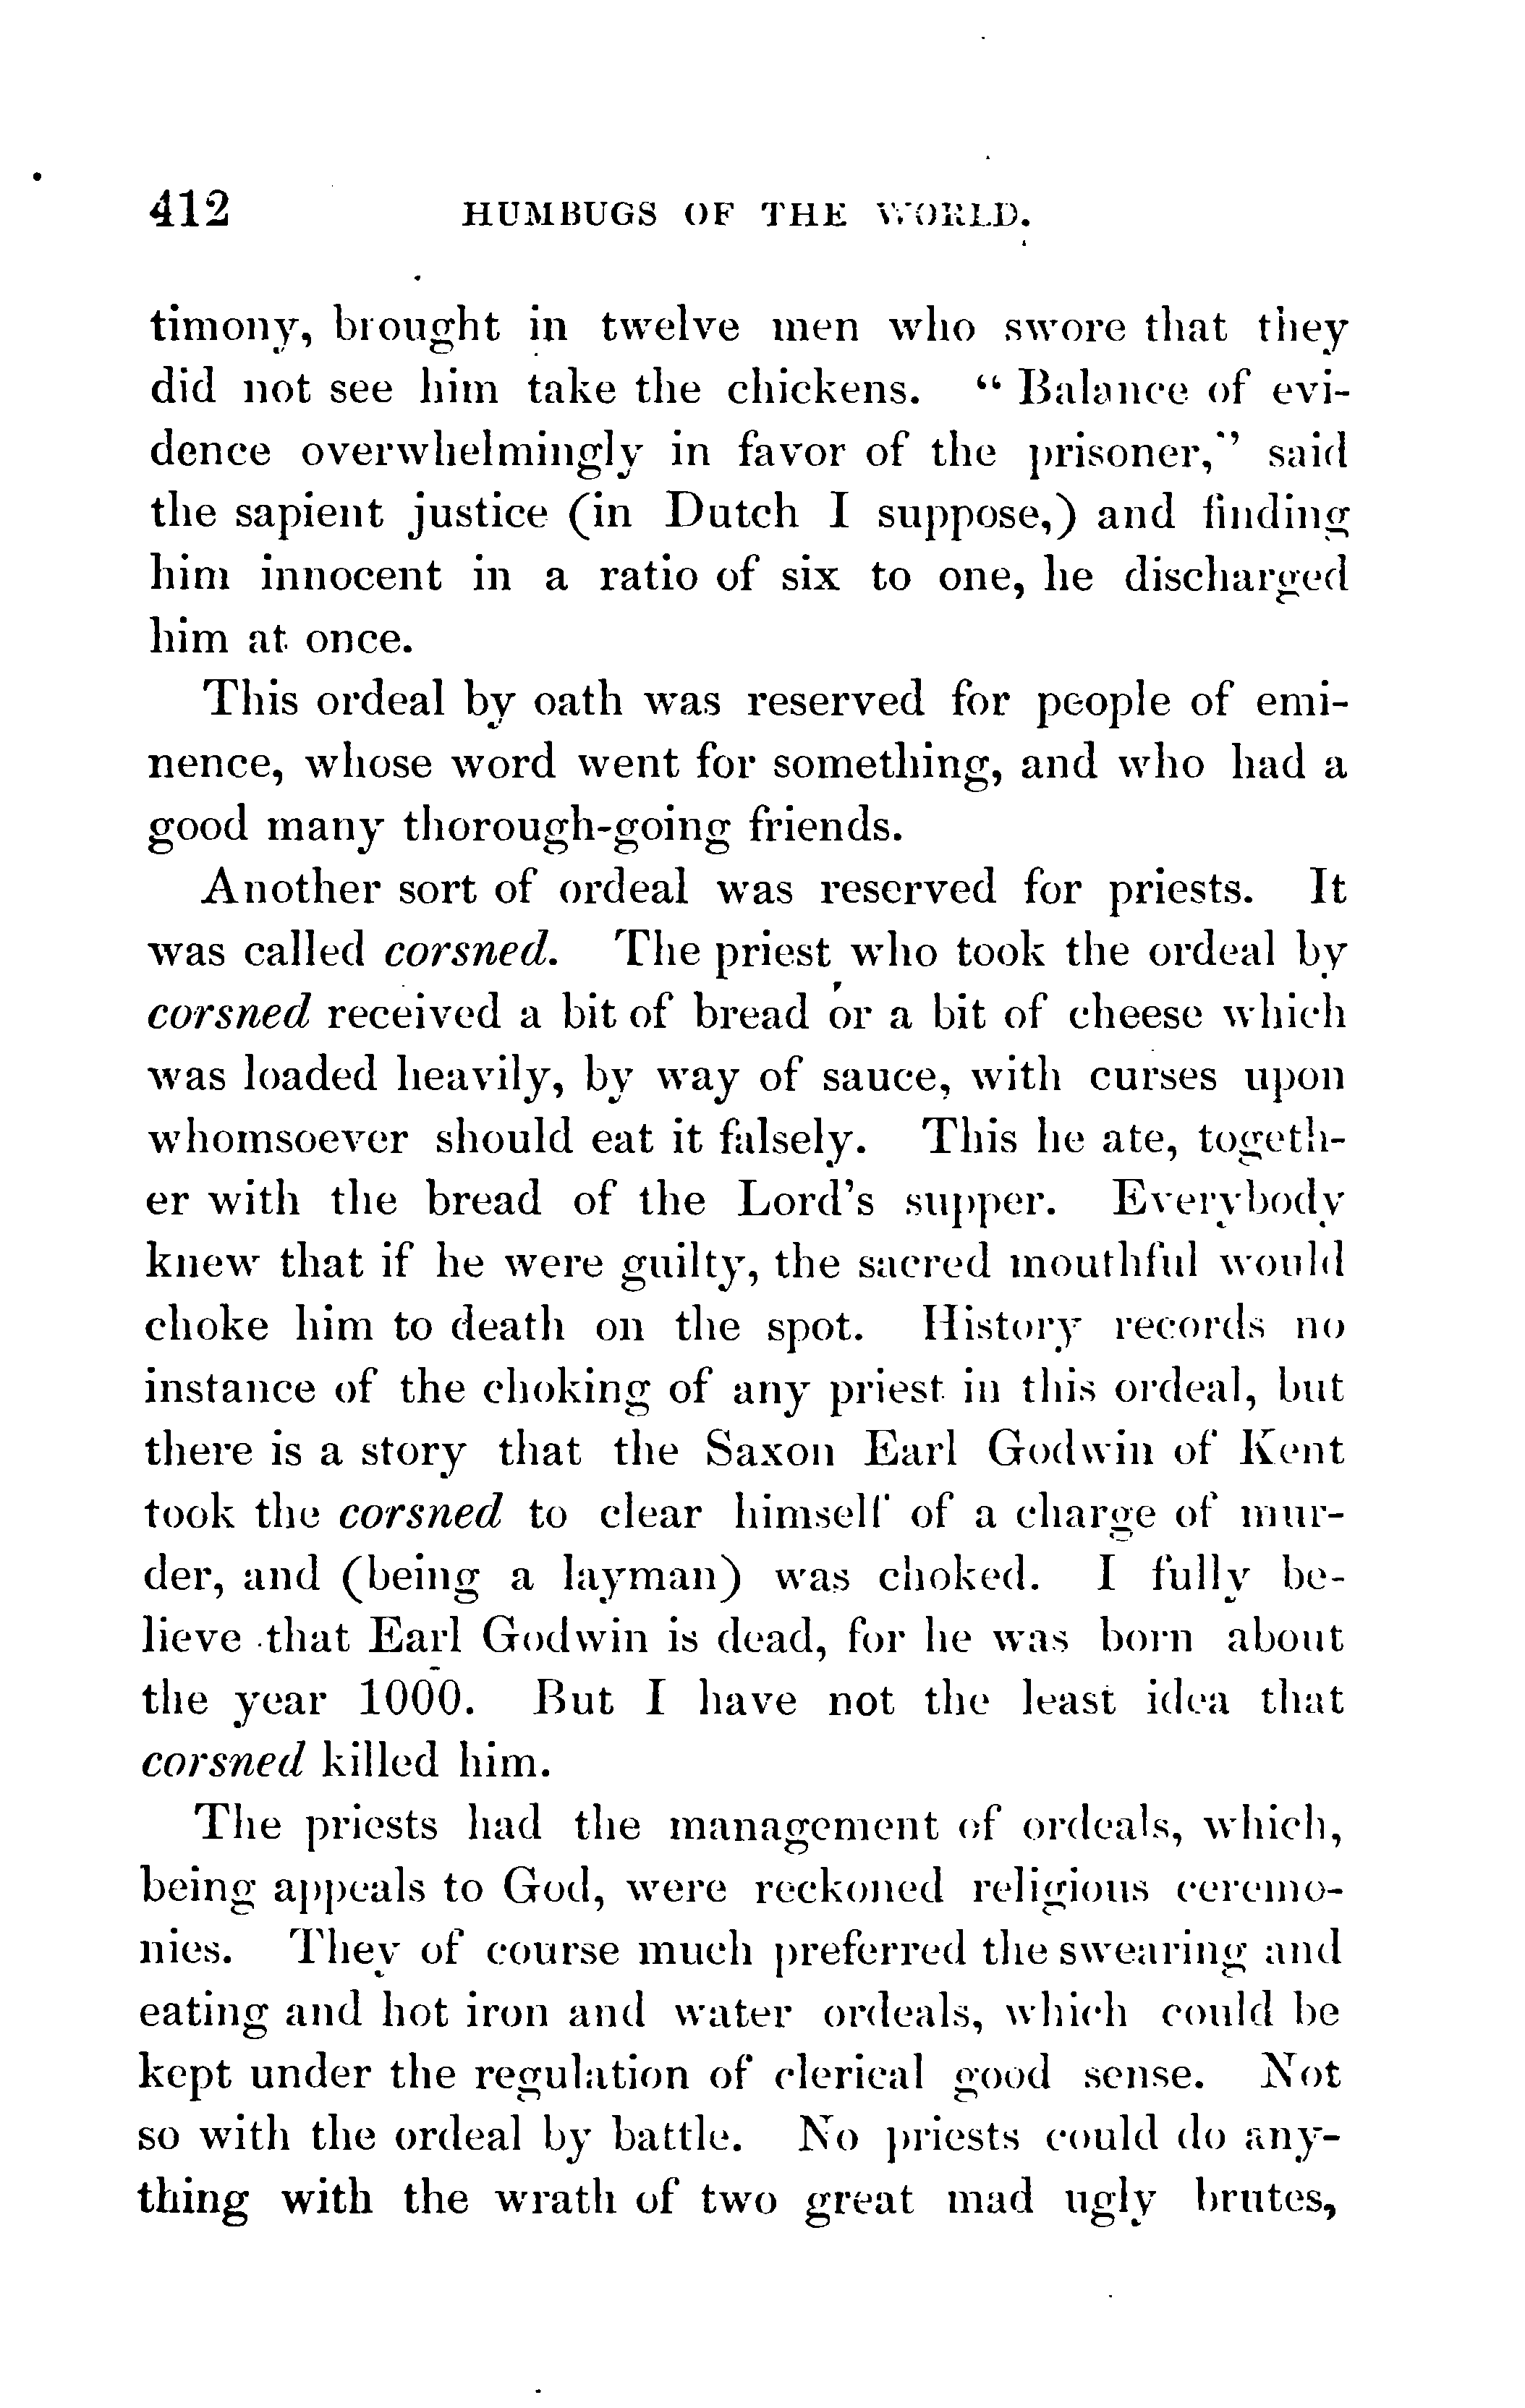 412 HUMBUGS OF THE WORLD.
timony, brought in twelve men who swore that they
did not see him take the chickens. “ Balance of evi-
dence overwhelmingly in favor of the prisoner,” said
the sapient justice (in Dutch I suppose,) and finding
him innocent in a ratio of six to one, he discharged
him at once.
This ordeal by oath was reserved for people of emi-
nence, whose word went for something, and who had a
good many thorough-going friends.
Another sort of ordeal was reserved for priests. It
was called corsned. The priest who took the ordeal by
corsned received a bit of bread or a bit of cheese which
was loaded heavily, by way of sauce, with curses upon
whomsoever should eat it falsely. This he ate, togeth-
er with the bread of the Lord’s supper. Everybody
knew that if he were guilty, the sacred mouthful would
choke him to death on the spot. History records no
instance of the choking of any priest in this ordeal, but
there is a story that the Saxon Earl Godwin of Kent
took the corsned to clear himself of a charge of mur-
der, and (being a layman) was choked. I fully be-
lieve that Earl Godwin is dead, for he was born about
the year 1000. But I have not the least idea that
corsned killed him.
The priests had the management of ordeals, which,
being appeals to God, were reckoned religious ceremo-
nies. They of course much preferred the swearing and
eating and hot iron and water ordeals, which could be
kept under the regulation of clerical good sense. Not
so with the ordeal by battle. No priests could do any-
thing with the wrath of two great mad ugly brutes,